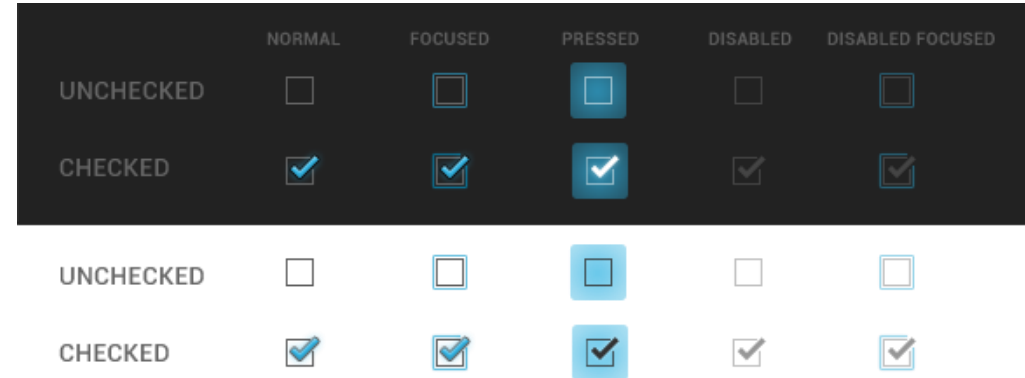 NORMAL FOCUSED PRESSED DISABLED DISABLED FOCUSED
UNCHECKED
CHECKED
UNCHECKED
CHECKED